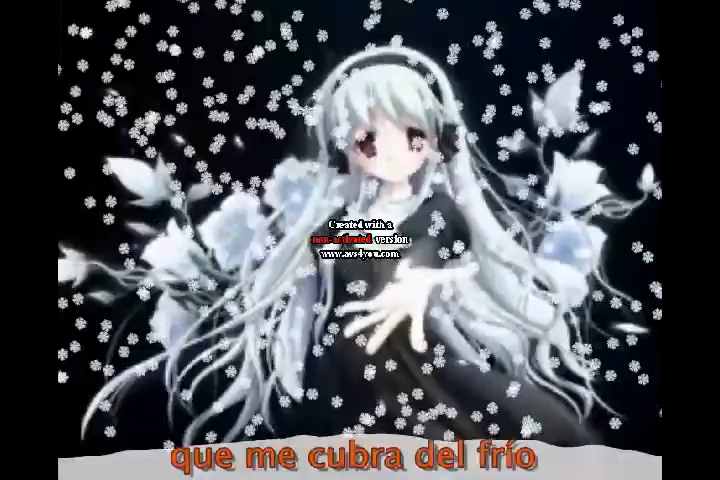 Created with a
non-activated version
www.avs4you.com
que me cubra del frío